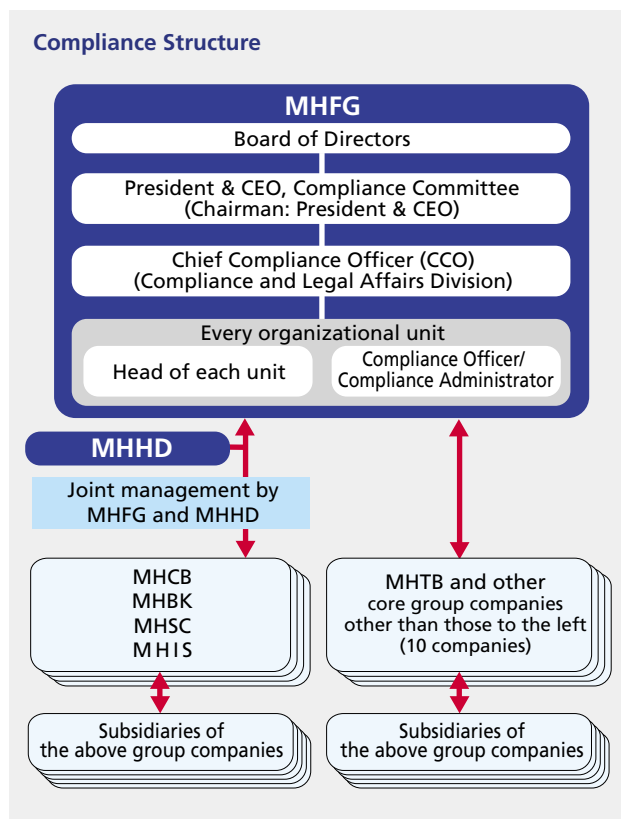 Compliance Structure
MHFG
Board of Directors
President & CEO, Compliance Committee
(Chairman: President & CEO)
Chief Compliance Officer (CCO)
(Compliance and Legal Affairs Division)
Every organizational unit
Head of each unit
Compliance Officer/
Compliance Administrator
MHHD
Joint management by
MHFG and MHHD
MHCB
MHBK
MHSC
MHIS
MHTB and other
core group companies
other than those to the left
(10 companies)
Subsidiaries of
the above group companies
Subsidiaries of
the above group companies